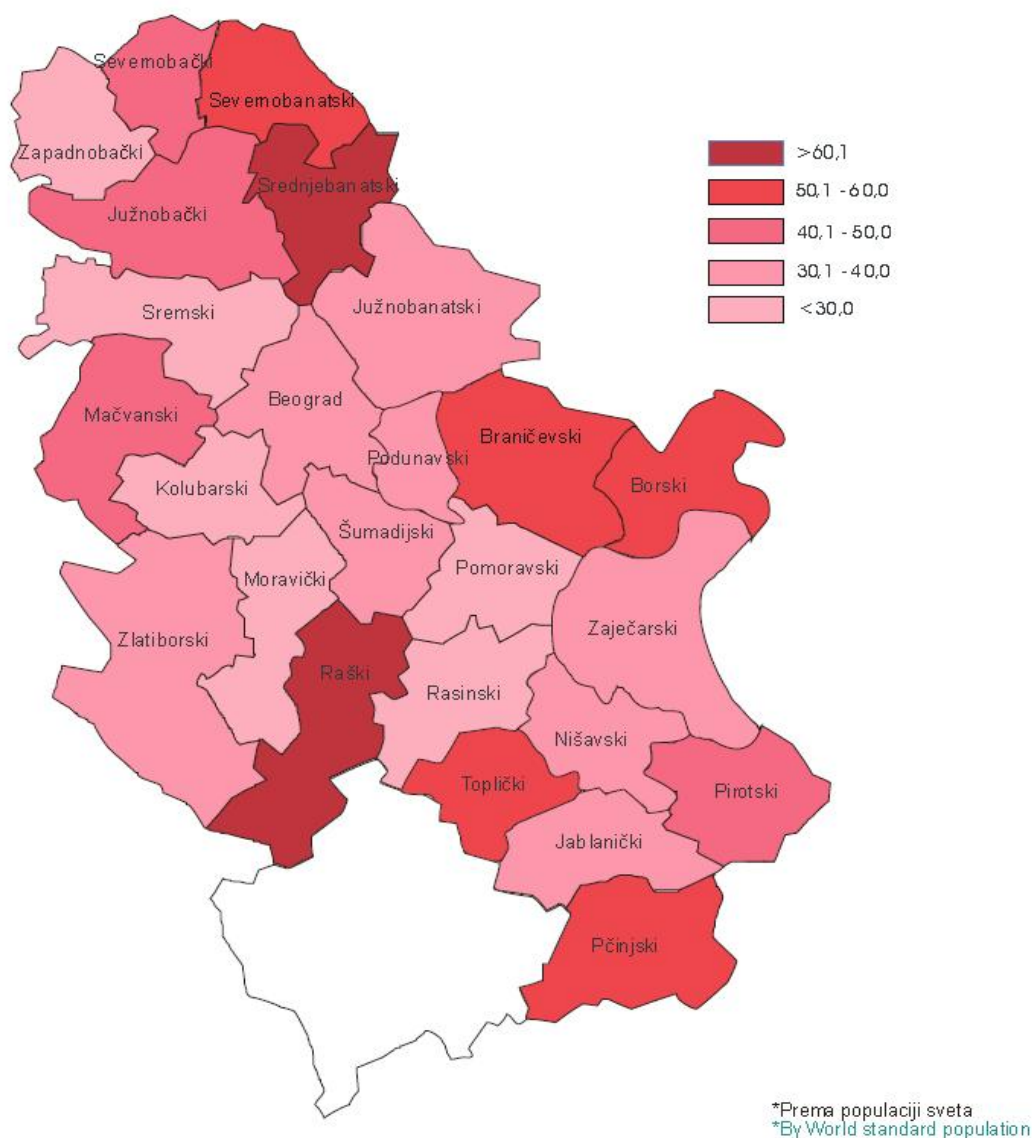 Severnobački
Severnobanatski
Zapadnobački
Srednjebanatski
Južnobački
Južnobanatski
Sremski
Beograd
Mačvanski
Braničevski
Podunavski
Borski
Kolubarski
Šumadijski
Pomoravski
Moravički
Zaječarski
Zlatiborski
Raški
Rasinski
Nišavski
Toplički
Pirotski
Jablanički
Pčinjski
>60,1
50,1 - 60,0
40,1 - 50,0
30,1 - 40,0
<30,0
*Prema populaciji sveta
*By World standard population